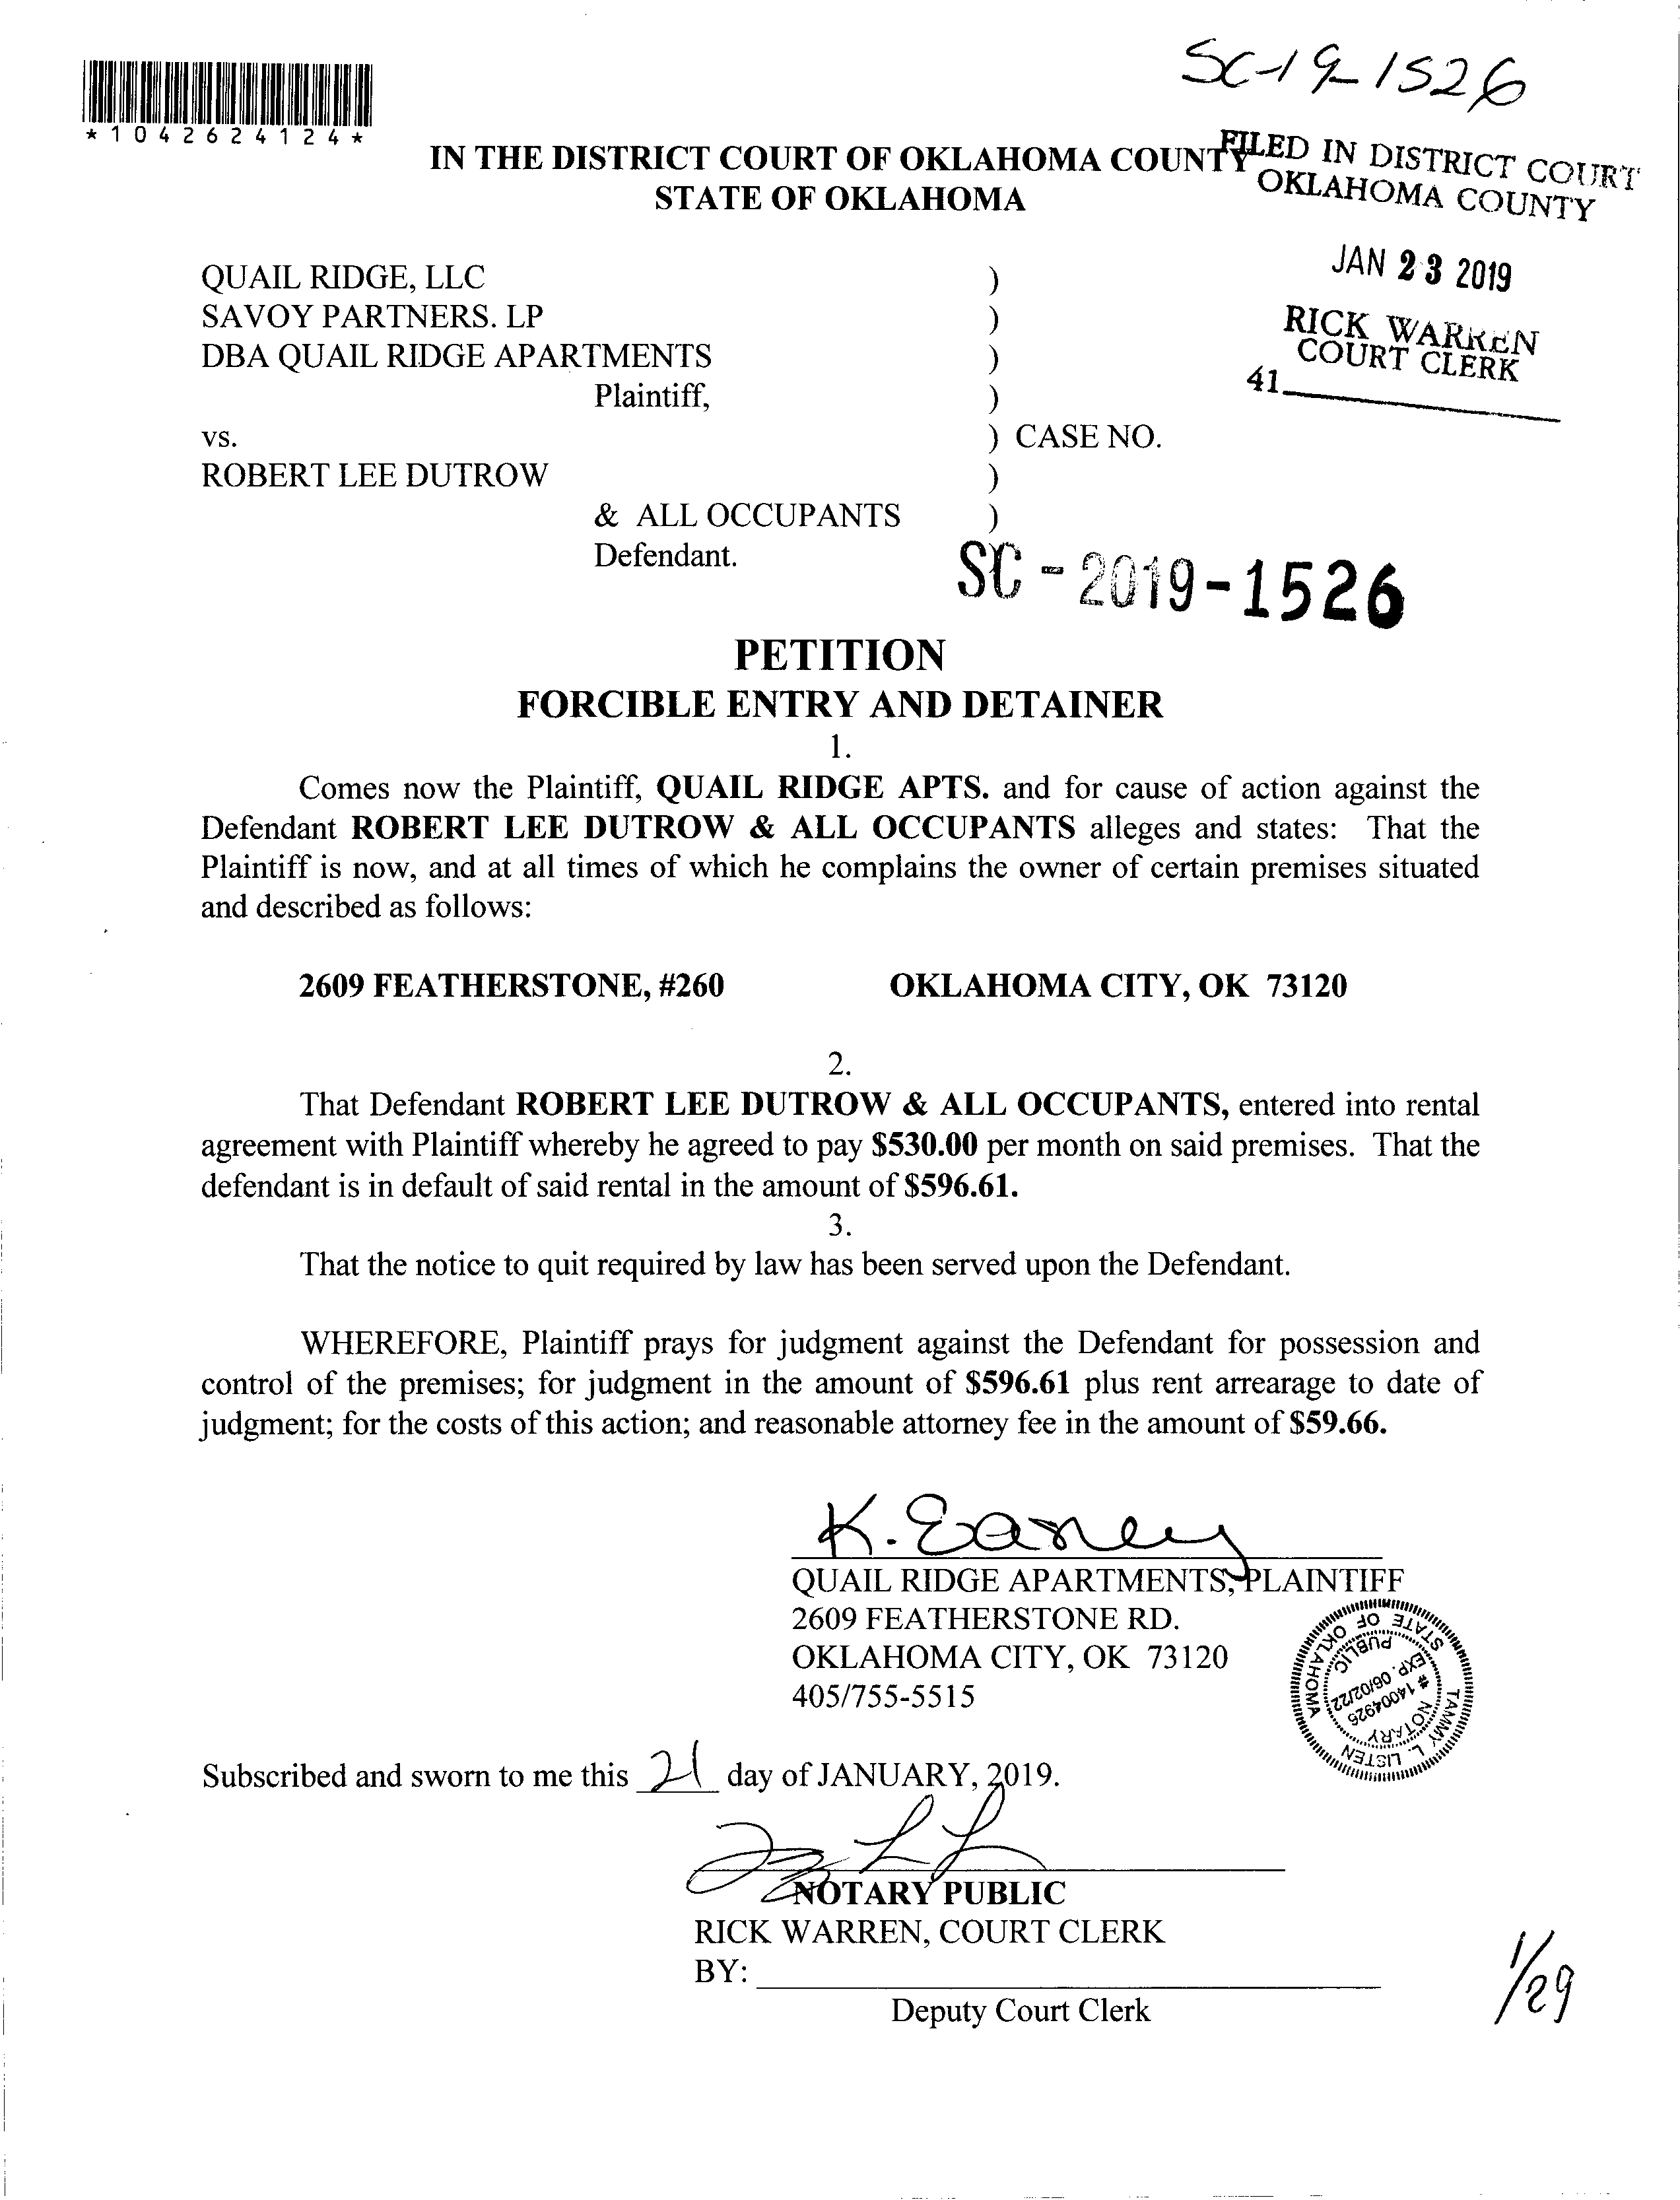 SC-19-1526
*1042624124*
IN THE DISTRICT COURT OF OKLAHOMA COUNTY
STATE OF OKLAHOMA
FILED IN DISTRICT COURT
OKLAHOMA COUNTY
JAN 23 2019
RICK WARREN
COURT CLERK
41
QUAIL RIDGE, LLC )
SAVOY PARTNERS. LP )
DBA QUAIL RIDGE APARTMENTS )
Plaintiff, )
vs. ) CASE NO.
ROBERT LEE DUTROW )
& ALL OCCUPANTS )
Defendant.
SC-2019-1526
PETITION
FORCIBLE ENTRY AND DETAINER
1.
Comes now the Plaintiff, QUAIL RIDGE APTS. and for cause of action against the
Defendant ROBERT LEE DUTROW & ALL OCCUPANTS alleges and states: That the
Plaintiff is now, and at all times of which he complains the owner of certain premises situated
and described as follows:
2609 FEATHERSTONE, #260 OKLAHOMA CITY, OK 73120
2.
That Defendant ROBERT LEE DUTROW & ALL OCCUPANTS, entered into rental
agreement with Plaintiff whereby he agreed to pay $530.00 per month on said premises. That the
defendant is in default of said rental in the amount of $596.61.
3.
That the notice to quit required by law has been served upon the Defendant.
WHEREFORE, Plaintiff prays for judgment against the Defendant for possession and
control of the premises; for judgment in the amount of $596.61 plus rent arrearage to date of
judgment; for the costs of this action; and reasonable attorney fee in the amount of $59.66.
K. Eaney
QUAIL RIDGE APARTMENTS, PLAINTIFF
2609 FEATHERSTONE RD.
OKLAHOMA CITY, OK 73120
405/755-5515
TAMMY L. LISTEN
STATE OF OKLAHOMA
NOTARY
# 14004926
EXP. 06/02/22
PUBLIC
Subscribed and sworn to me this 21 day of JANUARY, 2019.
NOTARY PUBLIC
RICK WARREN, COURT CLERK
BY:
Deputy Court Clerk
1/29